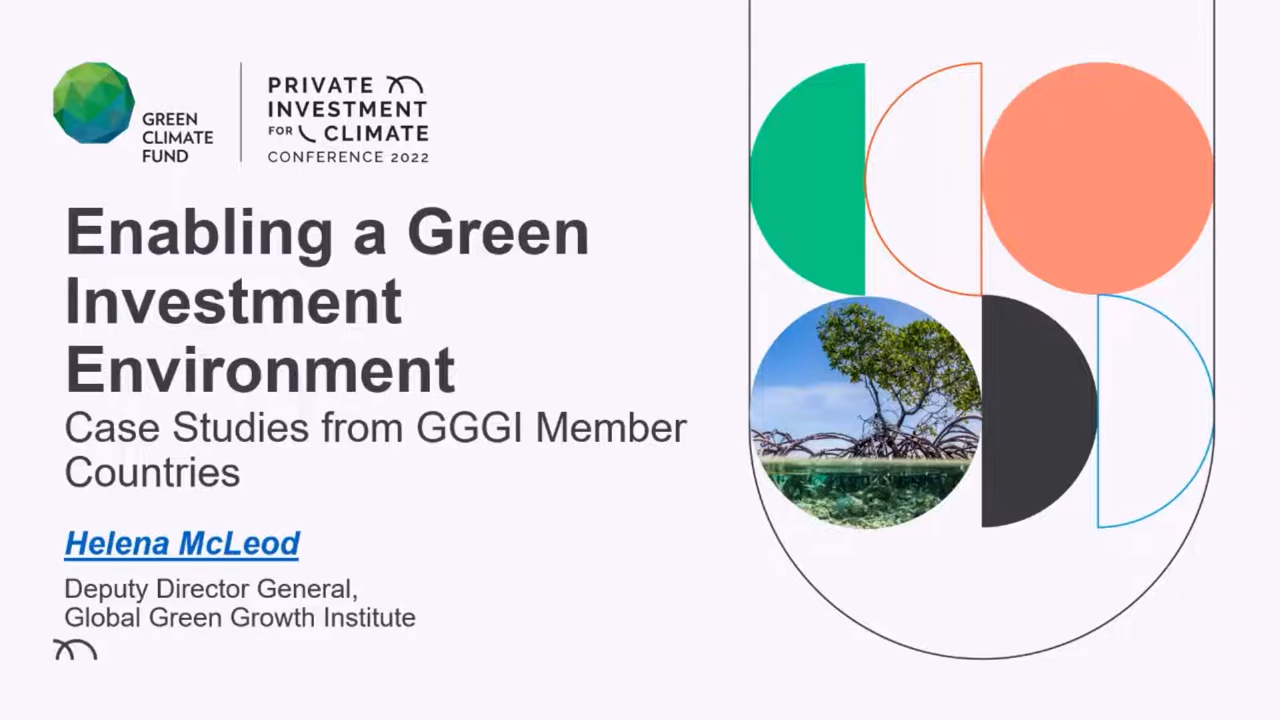 GREEN
CLIMATE
FUND
PRIVATE
INVESTMENT
FOR CLIMATE
CONFERENCE 2022
Enabling a Green
Investment
Environment
Case Studies from GGGI Member
Countries
Helena McLeod
Deputy Director General,
Global Green Growth Institute